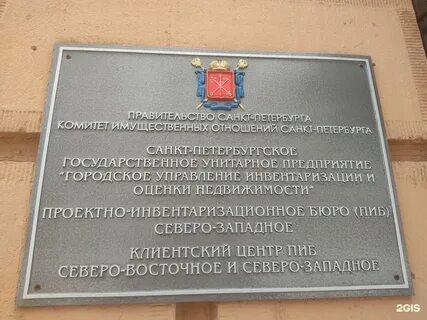 ПРАВИТЕЛЬСТВО САНКТ-ПЕТЕРБУРГА
КОМИТЕТ ИМУЩЕСТВЕННЫХ ОТНОШЕНИЙ САНКТ-ПЕТЕРБУРГА
САНКТ-ПЕТЕРБУРГСКОЕ
ГОСУДАРСТВЕННОЕ УНИТАРНОЕ ПРЕДПРИЯТИЕ
"ГОРОДСКОЕ УПРАВЛЕНИЕ ИНВЕНТАРИЗАЦИИ И
ОЦЕНКИ НЕДВИЖИМОСТИ"
ПРОЕКТНО-ИНВЕНТАРИЗАЦИОННОЕ БЮРО (ПИБ)
СЕВЕРО-ЗАПАДНОЕ
КЛИЕНТСКИЙ ЦЕНТР ПИБ
СЕВЕРО-ВОСТОЧНОЕ И СЕВЕРО-ЗАПАДНОЕ
2GIS